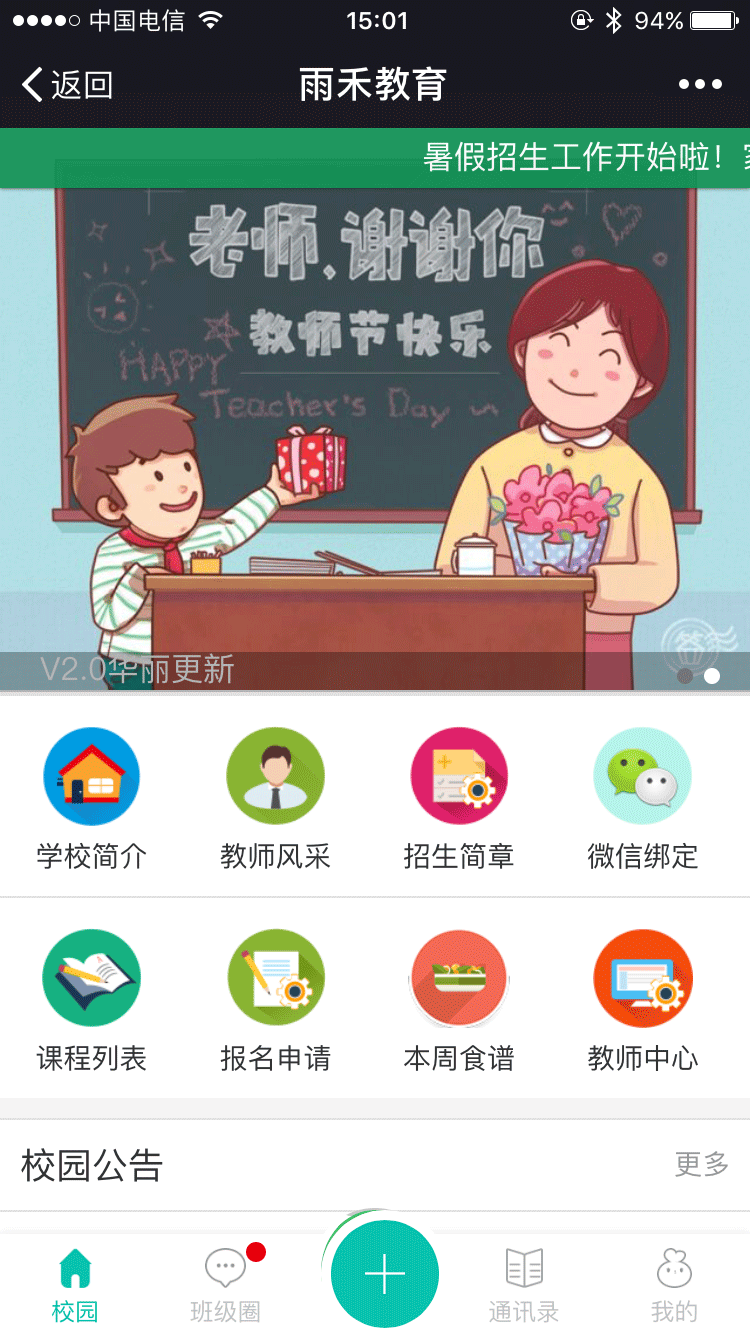 中国电信 15:01 94%
返回 雨禾教育
暑假招生工作开始啦！
老师,谢谢你
教师节快乐
HAPPY
Teacher's Day
V2.0华丽更新
学校简介 教师风采 招生简章 微信绑定
课程列表 报名申请 本周食谱 教师中心
校园公告 更多
校园 班级圈 通讯录 我的